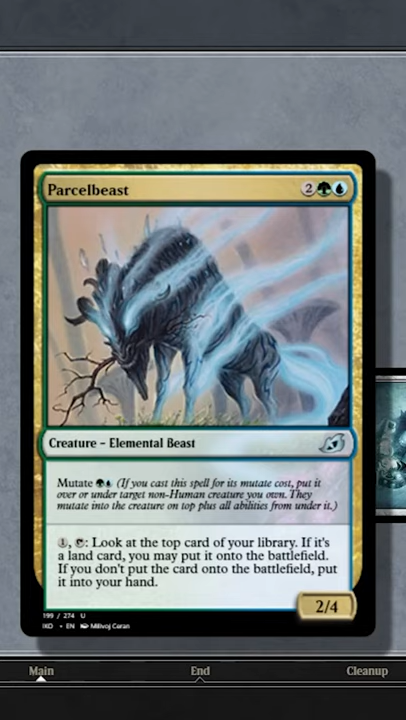 Parcelbeast 2
Creature – Elemental Beast
Mutate (If you cast this spell for its mutate cost, put it
over or under target non-Human creature you own. They
mutate into the creature on top plus all abilities from under it.)
1, T: Look at the top card of your library. If it's
a land card, you may put it onto the battlefield.
If you don't put the card onto the battlefield, put
it into your hand.
2/4
199 / 274 U
IKO • EN Milivoj Ceran
Main End Cleanup